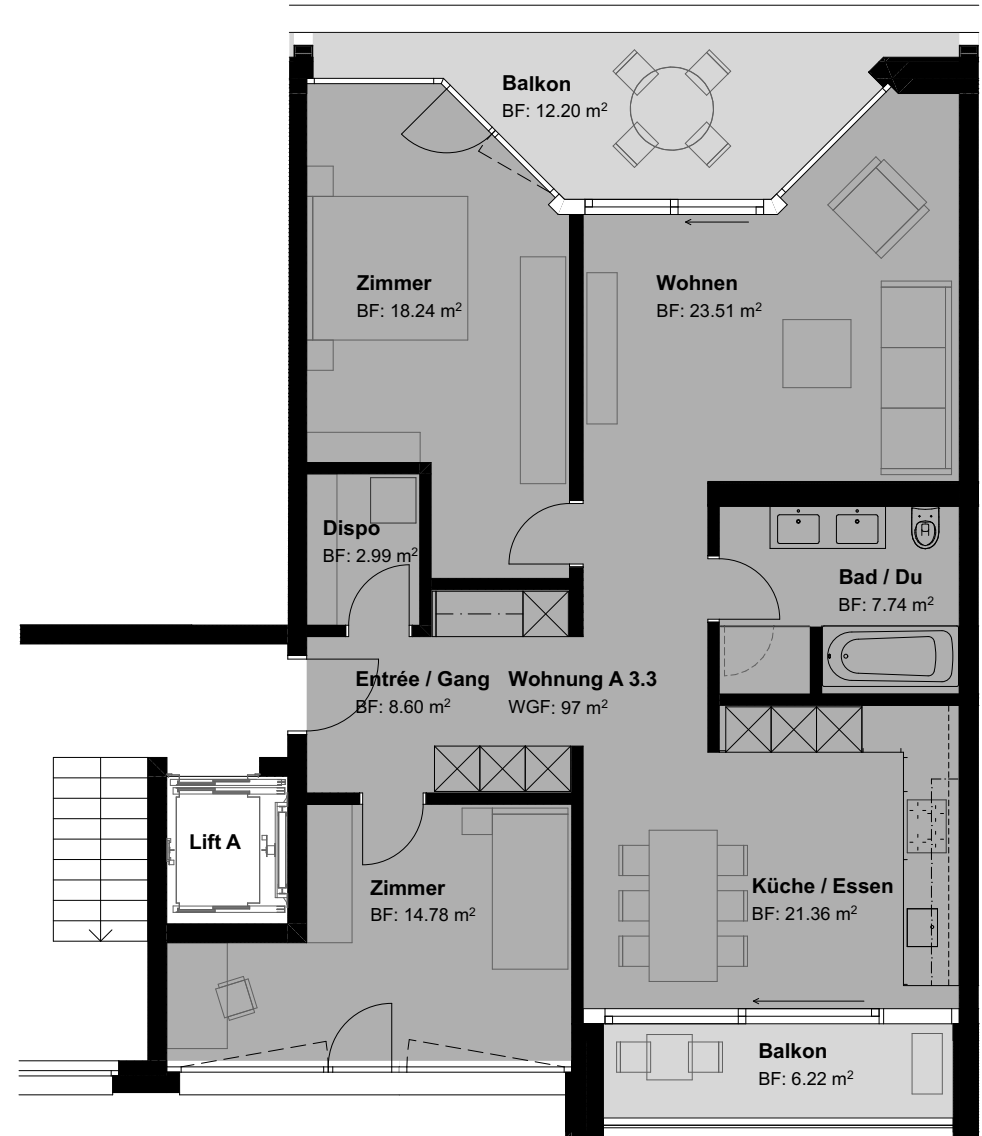 Balkon
BF: 12.20 m²
Zimmer
BF: 18.24 m²
Wohnen
BF: 23.51 m²
Dispo
BF: 2.99 m²
Bad / Du
BF: 7.74 m²
Entrée / Gang
BF: 8.60 m²
Wohnung A 3.3
WGF: 97 m²
Lift A
Zimmer
BF: 14.78 m²
Küche / Essen
BF: 21.36 m²
Balkon
BF: 6.22 m²